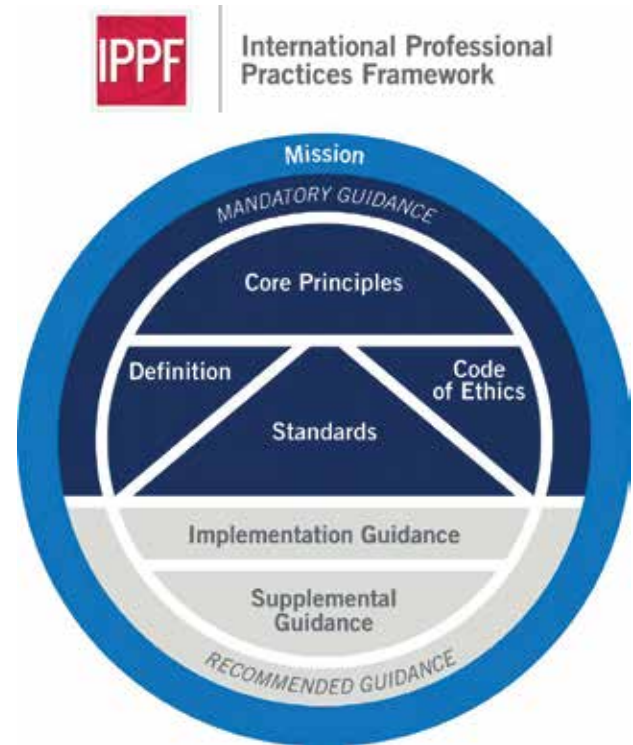 IPPF
International Professional
Practices Framework
Mission
MANDATORY GUIDANCE
Core Principles
Definition
Code
of Ethics
Standards
Implementation Guidance
Supplemental
Guidance
RECOMMENDED GUIDANCE